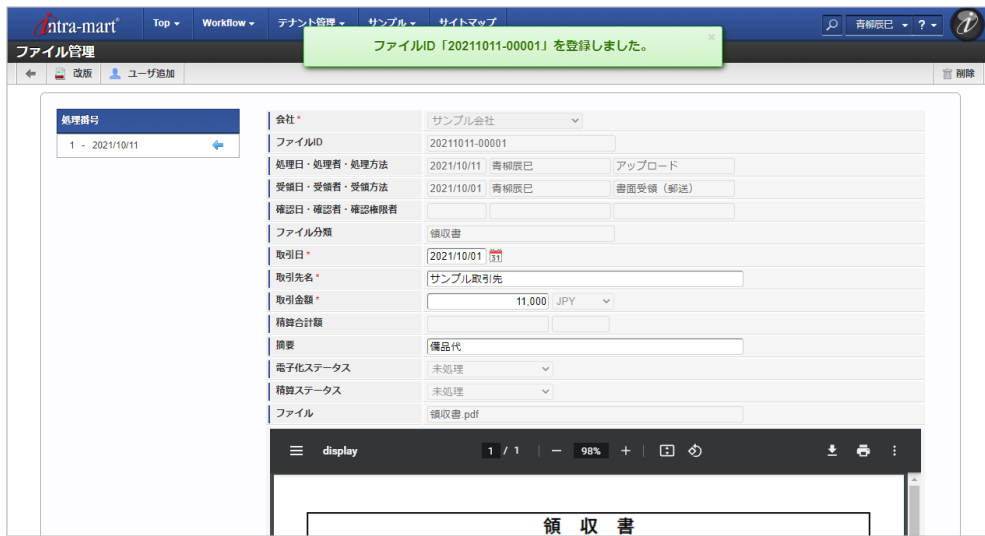 intra-mart Top Workflow テナント管理 サンプル サイトマップ 青柳辰巳 ?
ファイルID「20211011-00001」を登録しました。 ×
ファイル管理
改版 ユーザ追加 削除
処理番号
1 - 2021/10/11
会社* サンプル会社
ファイルID 20211011-00001
処理日・処理者・処理方法 2021/10/11 青柳辰巳 アップロード
受領日・受領者・受領方法 2021/10/01 青柳辰巳 書面受領（郵送）
確認日・確認者・確認権限者
ファイル分類 領収書
取引日* 2021/10/01 31
取引先名* サンプル取引先
取引金額* 11,000 JPY
精算合計額
摘要 備品代
電子化ステータス 未処理
精算ステータス 未処理
ファイル 領収書.pdf
display 1 / 1 − 98% +
領 収 書